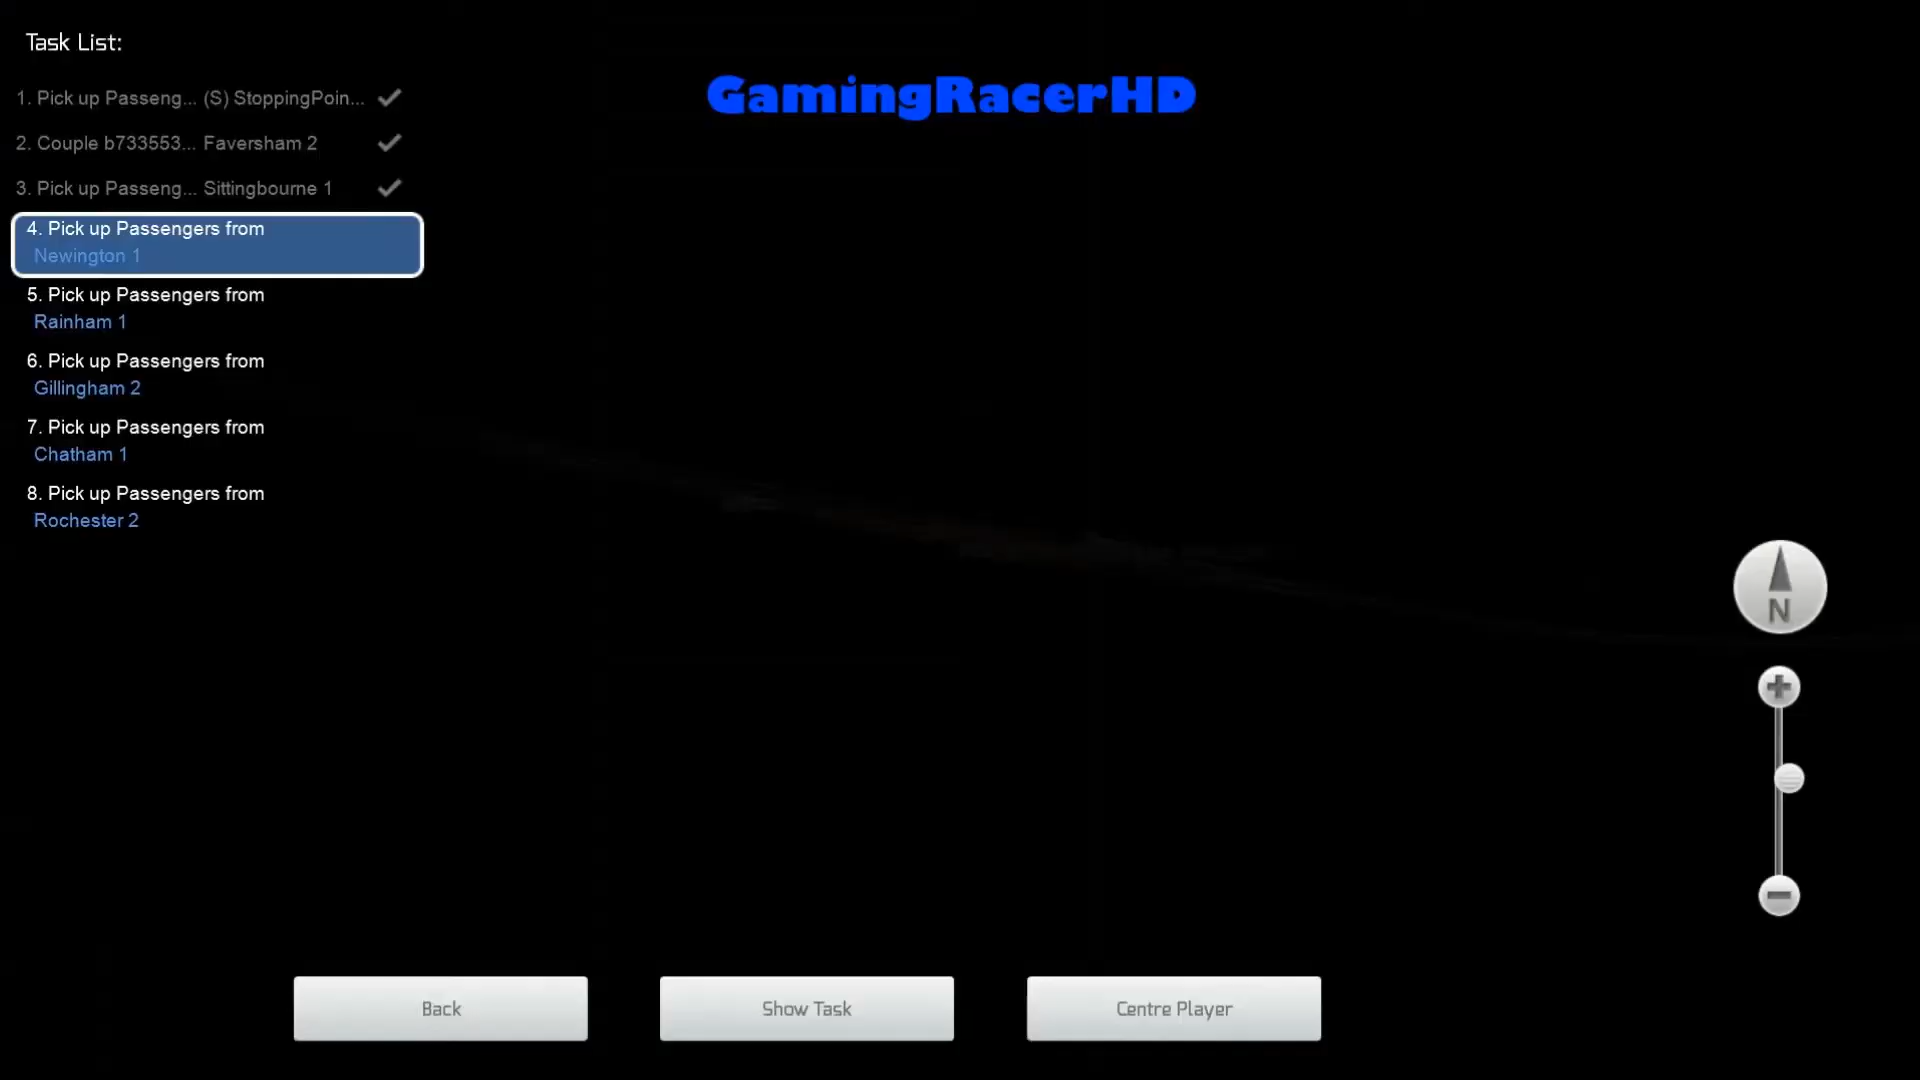 Task List:
GamingRacerHD
1. Pick up Passeng... (S) StoppingPoin...
2. Couple b733553... Faversham 2
3. Pick up Passeng... Sittingbourne 1
4. Pick up Passengers from
Newington 1
5. Pick up Passengers from
Rainham 1
6. Pick up Passengers from
Gillingham 2
7. Pick up Passengers from
Chatham 1
8. Pick up Passengers from
Rochester 2
N
Back
Show Task
Centre Player